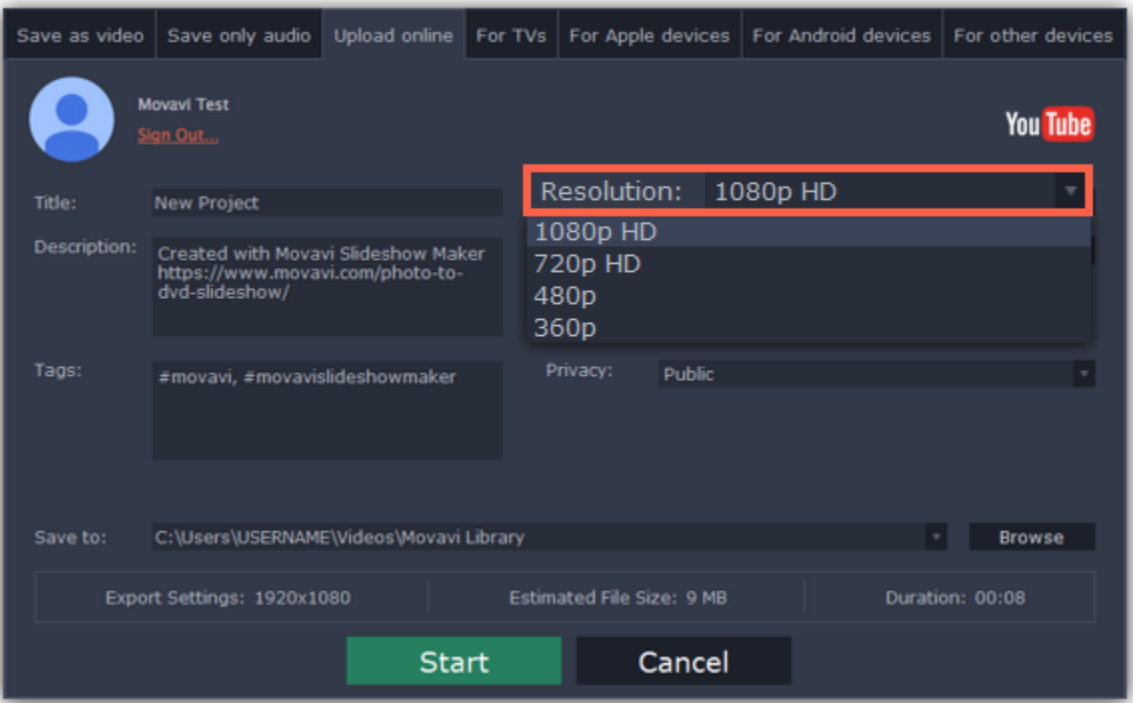 Save as video Save only audio Upload online For TVs For Apple devices For Android devices For other devices
Movavi Test
Sign Out...
YouTube
Title: New Project
Resolution: 1080p HD
1080p HD
720p HD
480p
360p
Description: Created with Movavi Slideshow Maker
https://www.movavi.com/photo-to-
dvd-slideshow/
Tags: #movavi, #movavislideshowmaker
Privacy: Public
Save to: C:\Users\USERNAME\Videos\Movavi Library Browse
Export Settings: 1920x1080 Estimated File Size: 9 MB Duration: 00:08
Start Cancel